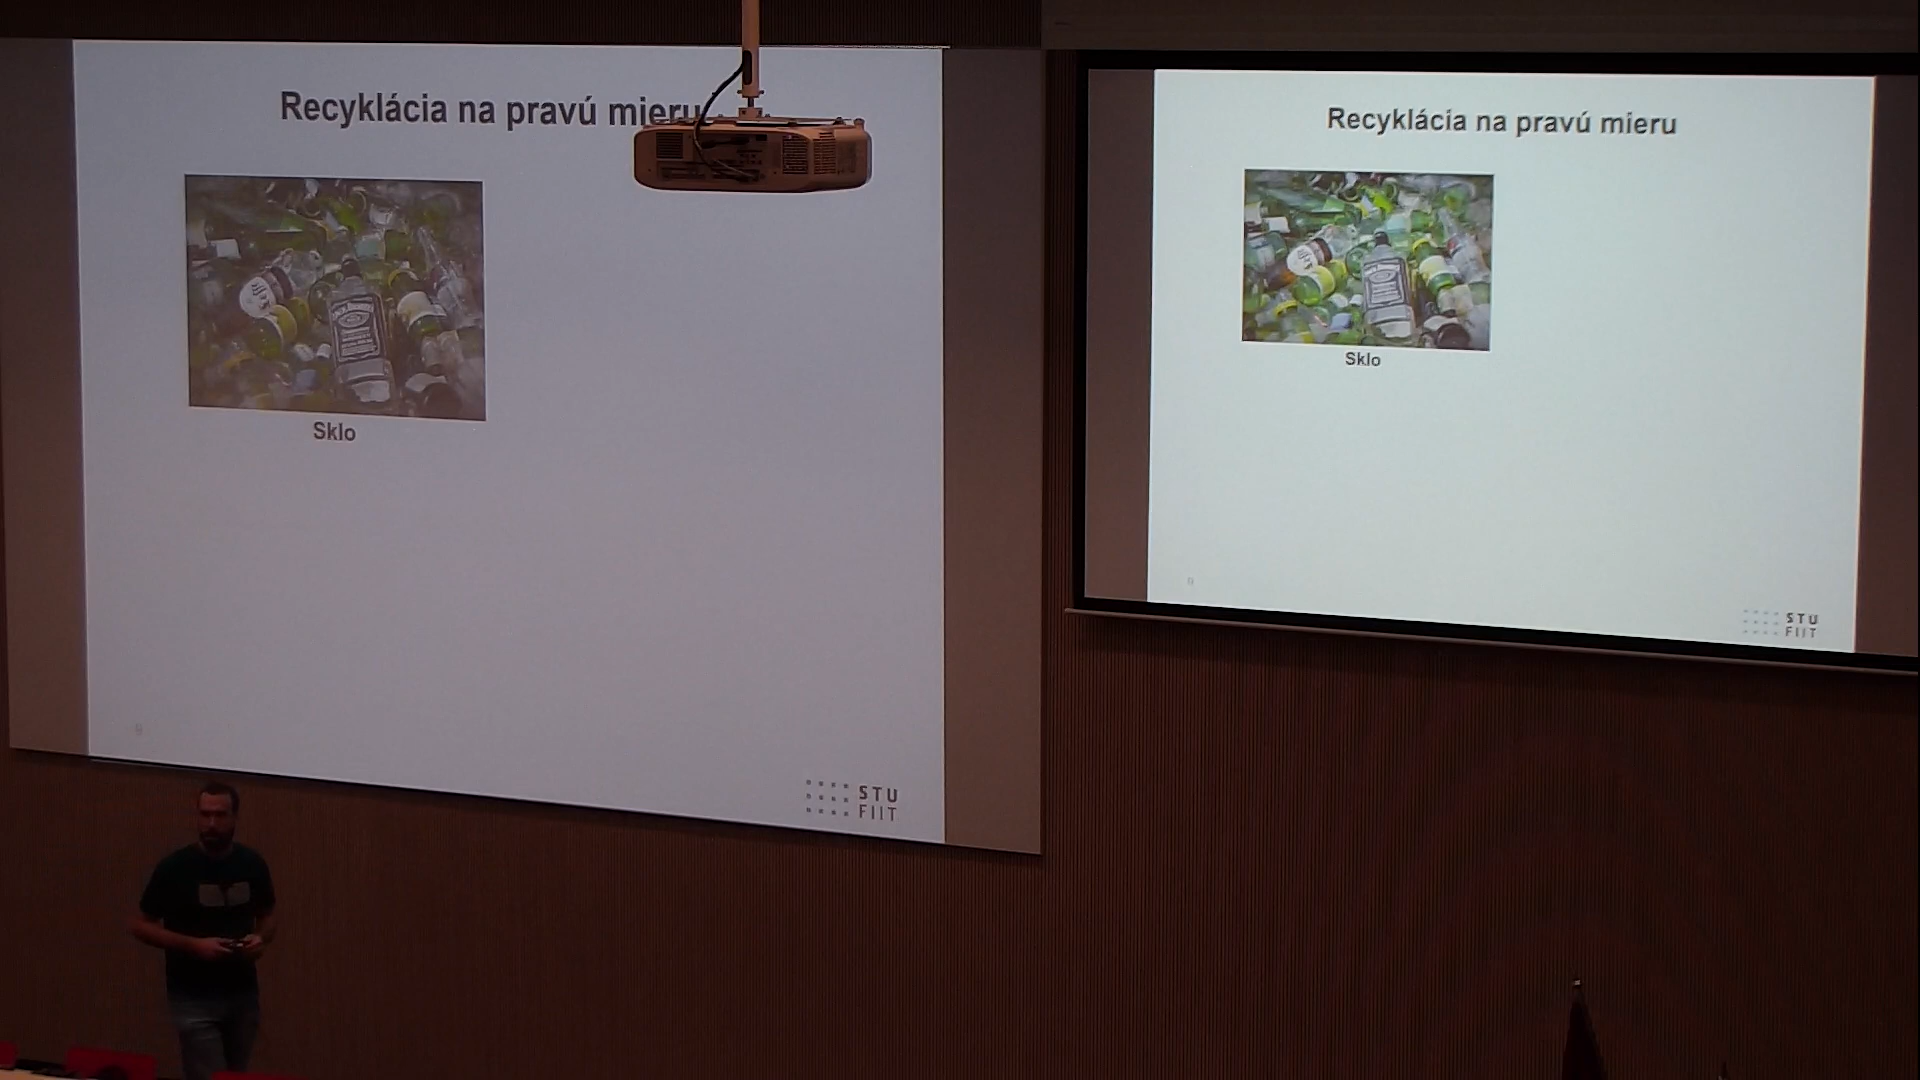 Recyklácia na pravú mieru
Sklo
STU
FIIT
Recyklácia na pravú mieru
Sklo
STU
FIIT